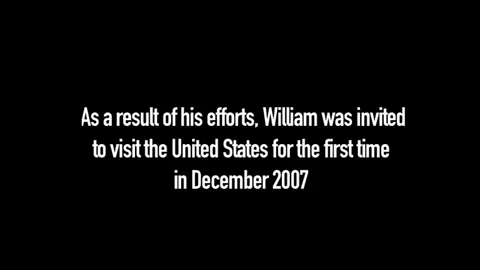 As a result of his efforts, William was invited
to visit the United States for the first time
in December 2007